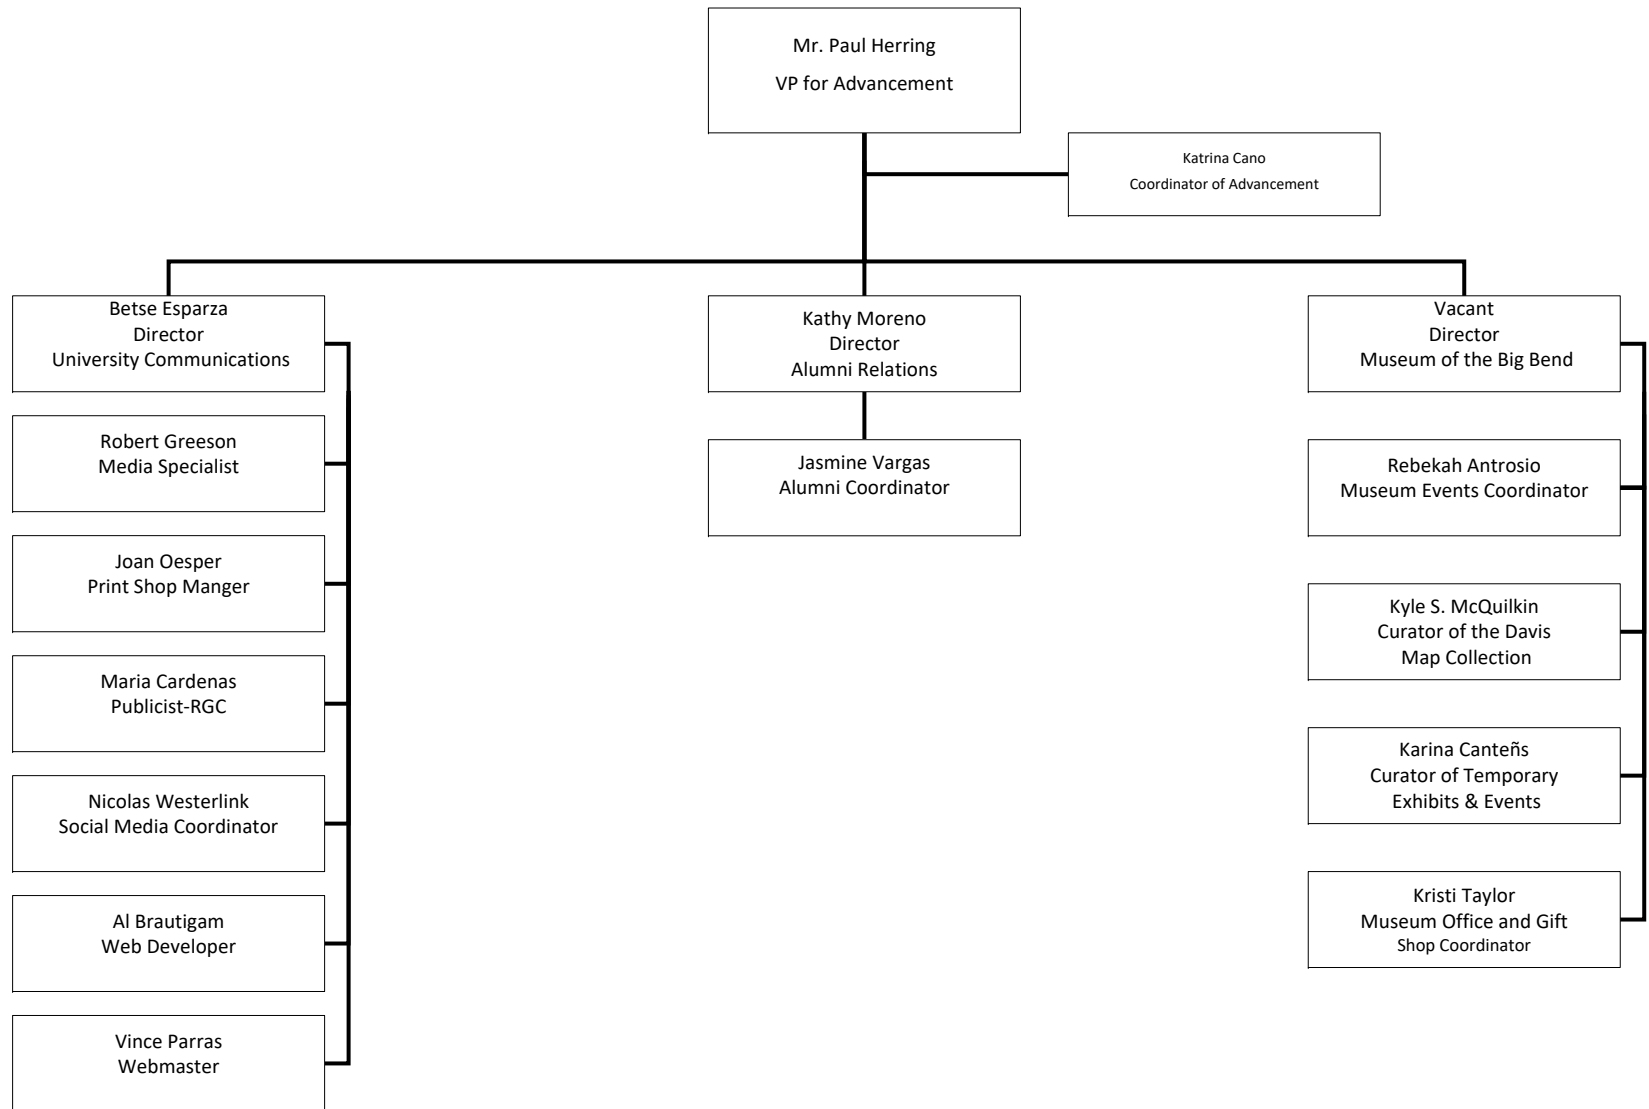 Mr. Paul Herring
VP for Advancement
Katrina Cano
Coordinator of Advancement
Betse Esparza
Director
University Communications
Robert Greeson
Media Specialist
Joan Oesper
Print Shop Manger
Maria Cardenas
Publicist-RGC
Nicolas Westerlink
Social Media Coordinator
Al Brautigam
Web Developer
Vince Parras
Webmaster
Kathy Moreno
Director
Alumni Relations
Jasmine Vargas
Alumni Coordinator
Vacant
Director
Museum of the Big Bend
Rebekah Antrosio
Museum Events Coordinator
Kyle S. McQuilkin
Curator of the Davis
Map Collection
Karina Canteñs
Curator of Temporary
Exhibits & Events
Kristi Taylor
Museum Office and Gift
Shop Coordinator